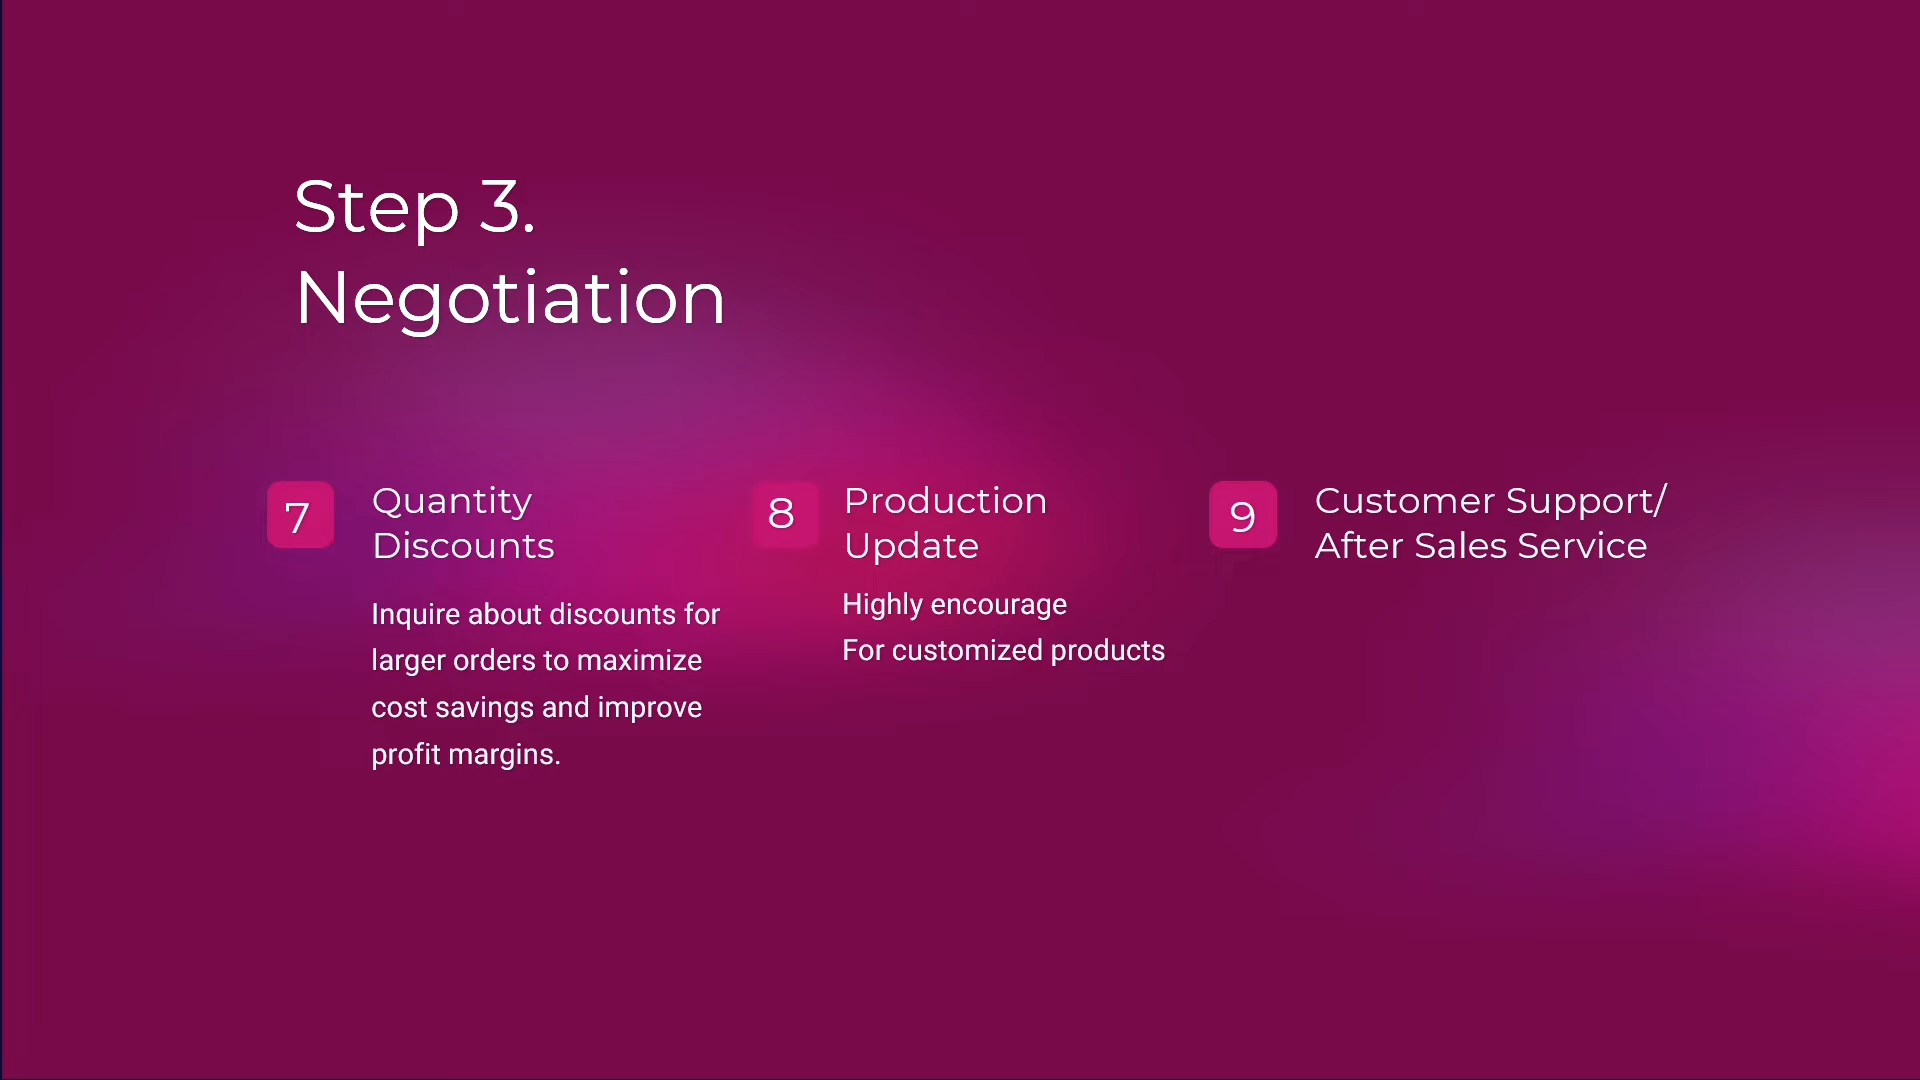 Step 3.
Negotiation
7
Quantity
Discounts
Inquire about discounts for
larger orders to maximize
cost savings and improve
profit margins.
8
Production
Update
Highly encourage
For customized products
9
Customer Support/
After Sales Service